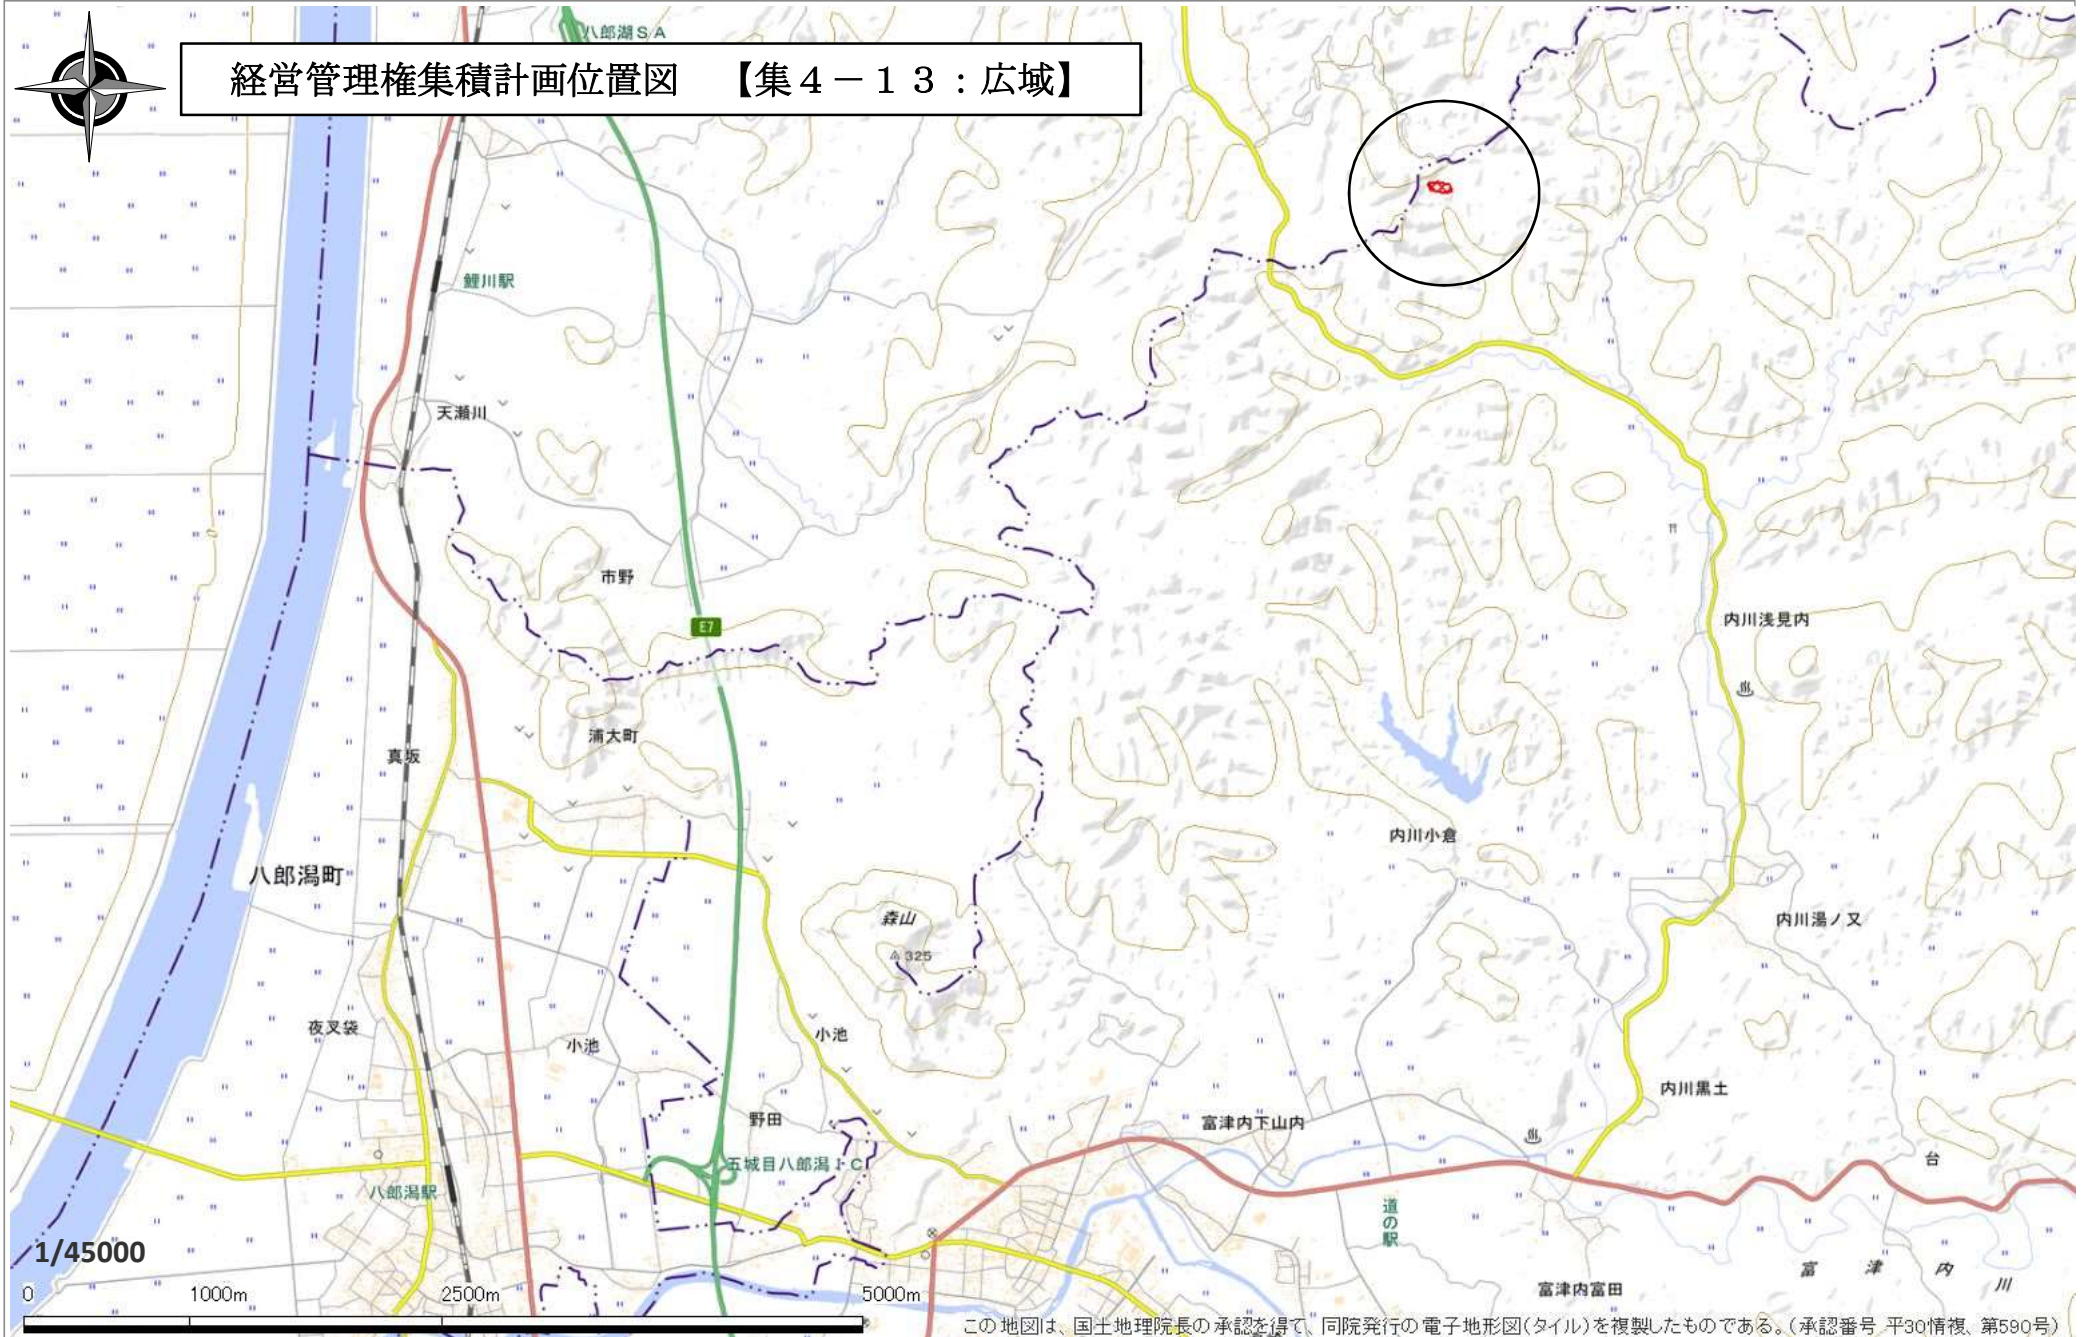 八郎湖SA
経営管理権集積計画位置図　【集４－１３：広域】
鯉川駅
天瀬川
0
市野
E7
内川浅見内
浦大町
真坂
内川小倉
八郎潟町
森山
325
内川湯ノ又
夜叉袋
小池
小池
内川黒土
野田
富津内下山内
五城目八郎潟IC
台
八郎潟駅
道の駅
1/45000
富津内川
富津内富田
0 1000m 2500m 5000m
この地図は、国土地理院長の承認を得て、同院発行の電子地形図(タイル)を複製したものである。(承認番号 平30情複、第590号)